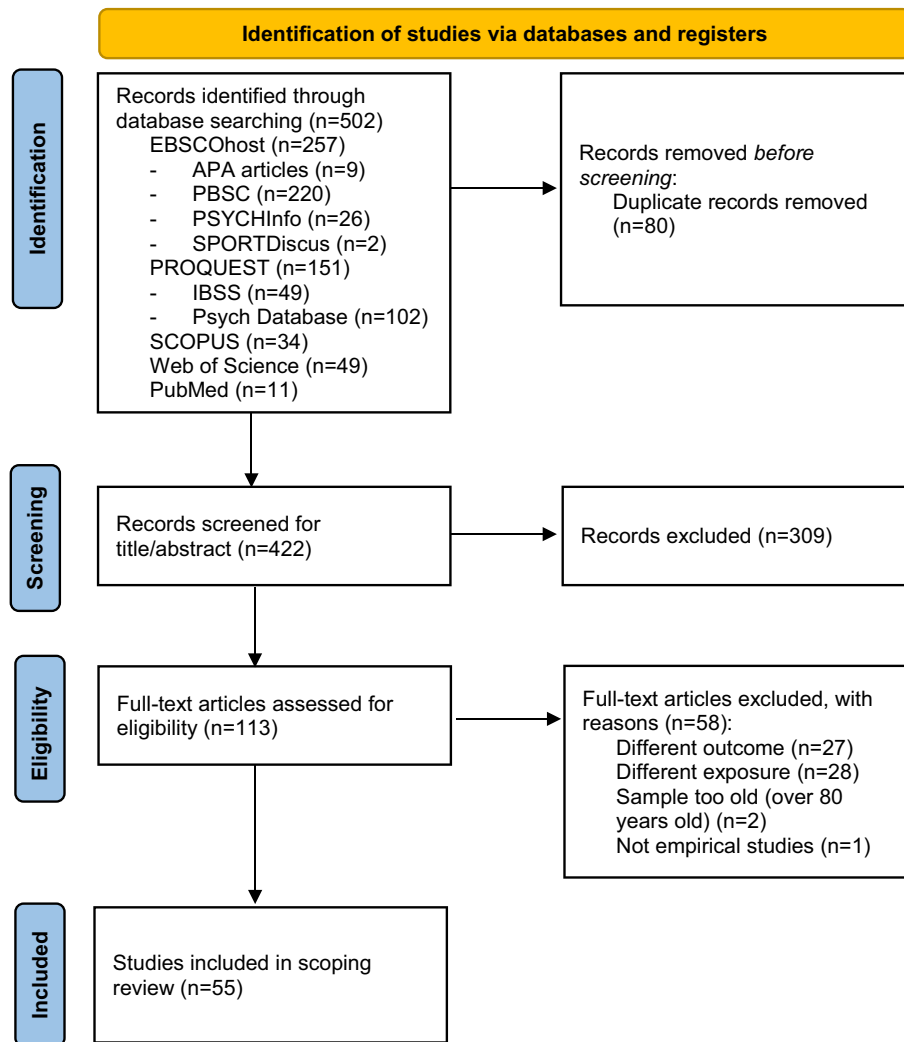 Identification of studies via databases and registers
Identification
Records identified through
database searching (n=502)
EBSCOhost (n=257)
- APA articles (n=9)
- PBSC (n=220)
- PSYCHInfo (n=26)
- SPORTDiscus (n=2)
PROQUEST (n=151)
- IBSS (n=49)
- Psych Database (n=102)
SCOPUS (n=34)
Web of Science (n=49)
PubMed (n=11)
Records removed before
screening:
Duplicate records removed
(n=80)
Screening
Records screened for
title/abstract (n=422)
Records excluded (n=309)
Eligibility
Full-text articles assessed for
eligibility (n=113)
Full-text articles excluded, with
reasons (n=58):
Different outcome (n=27)
Different exposure (n=28)
Sample too old (over 80
years old) (n=2)
Not empirical studies (n=1)
Included
Studies included in scoping
review (n=55)